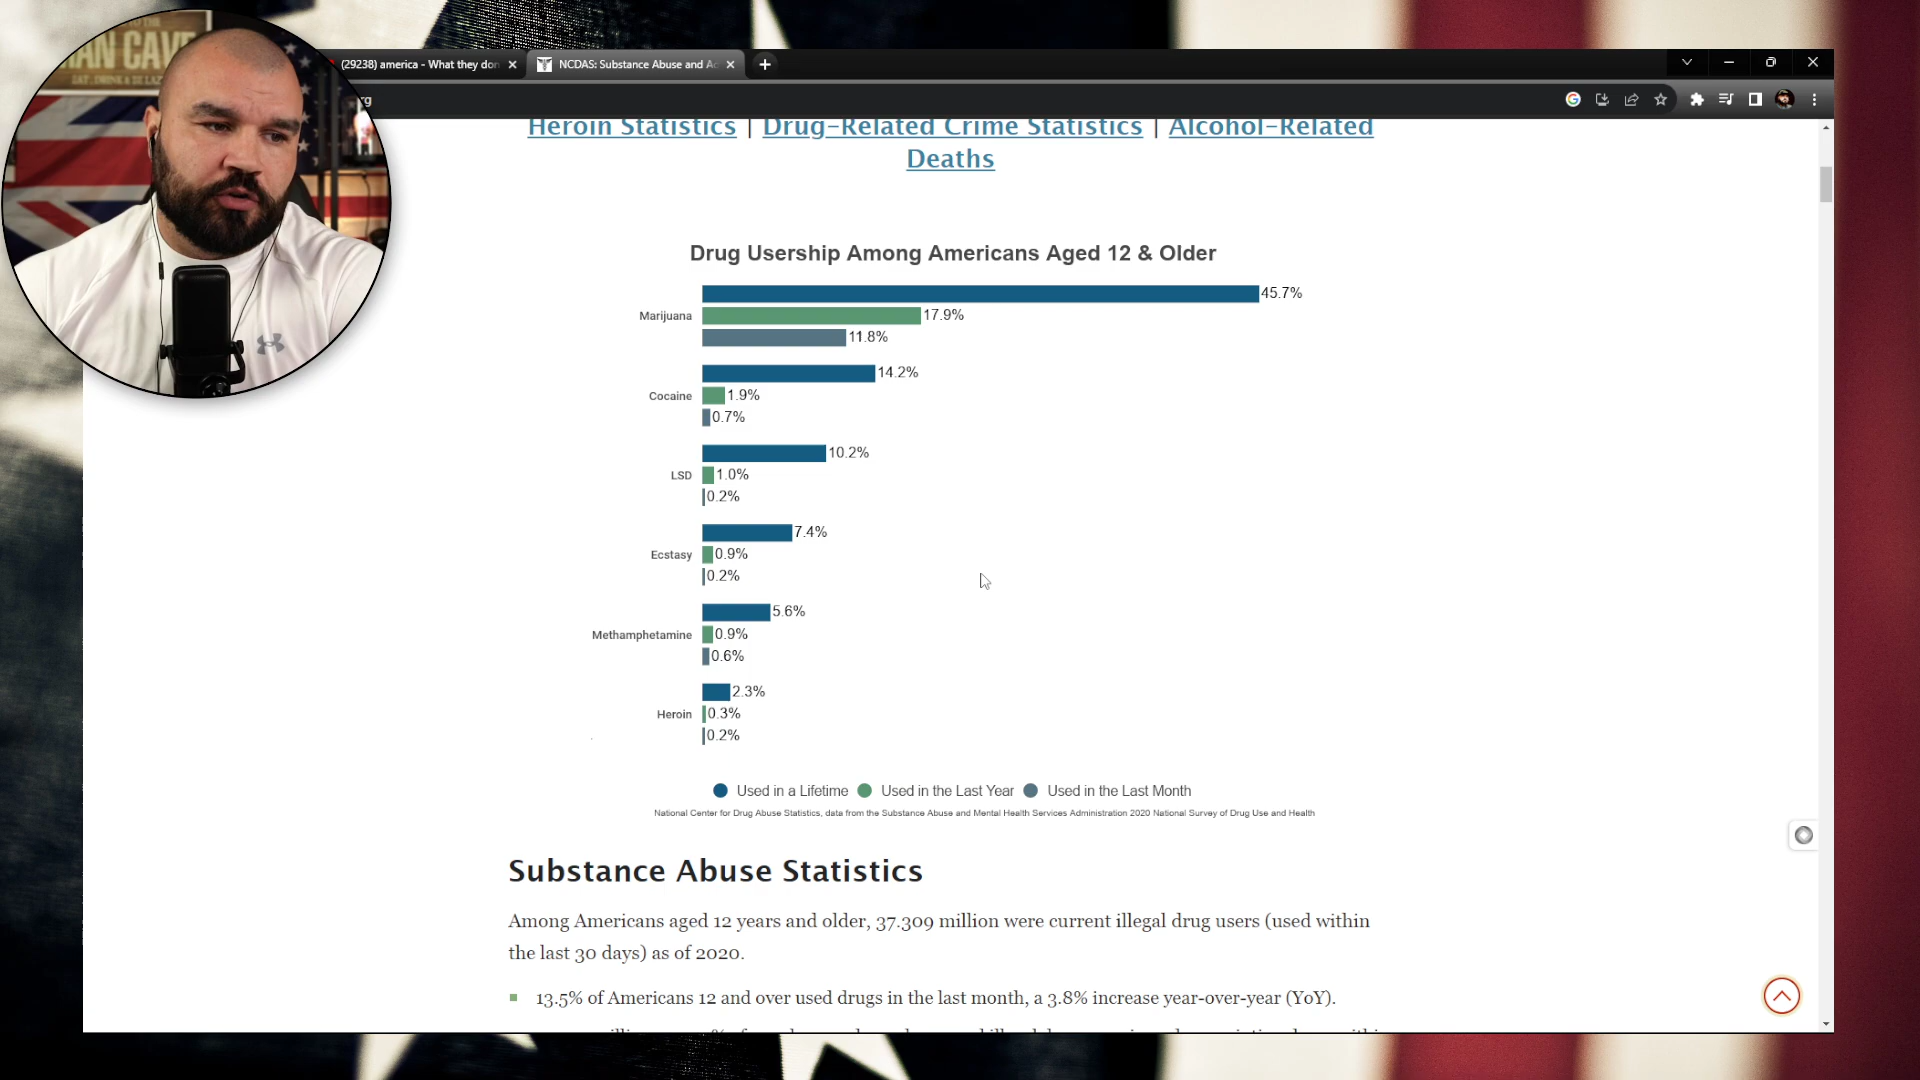 MAN CAVE
(29238) america - What they don
NCDAS: Substance Abuse and Ac
rg
Heroin Statistics | Drug-Related Crime Statistics | Alcohol-Related
Deaths
Drug Usership Among Americans Aged 12 & Older
45.7%
Marijuana 17.9%
11.8%
14.2%
Cocaine 1.9%
0.7%
10.2%
LSD 1.0%
0.2%
7.4%
Ecstasy 0.9%
0.2%
5.6%
Methamphetamine 0.9%
0.6%
2.3%
Heroin 0.3%
0.2%
Used in a Lifetime Used in the Last Year Used in the Last Month
National Center for Drug Abuse Statistics, data from the Substance Abuse and Mental Health Services Administration 2020 National Survey of Drug Use and Health
Substance Abuse Statistics
Among Americans aged 12 years and older, 37.309 million were current illegal drug users (used within
the last 30 days) as of 2020.
13.5% of Americans 12 and over used drugs in the last month, a 3.8% increase year-over-year (YoY).